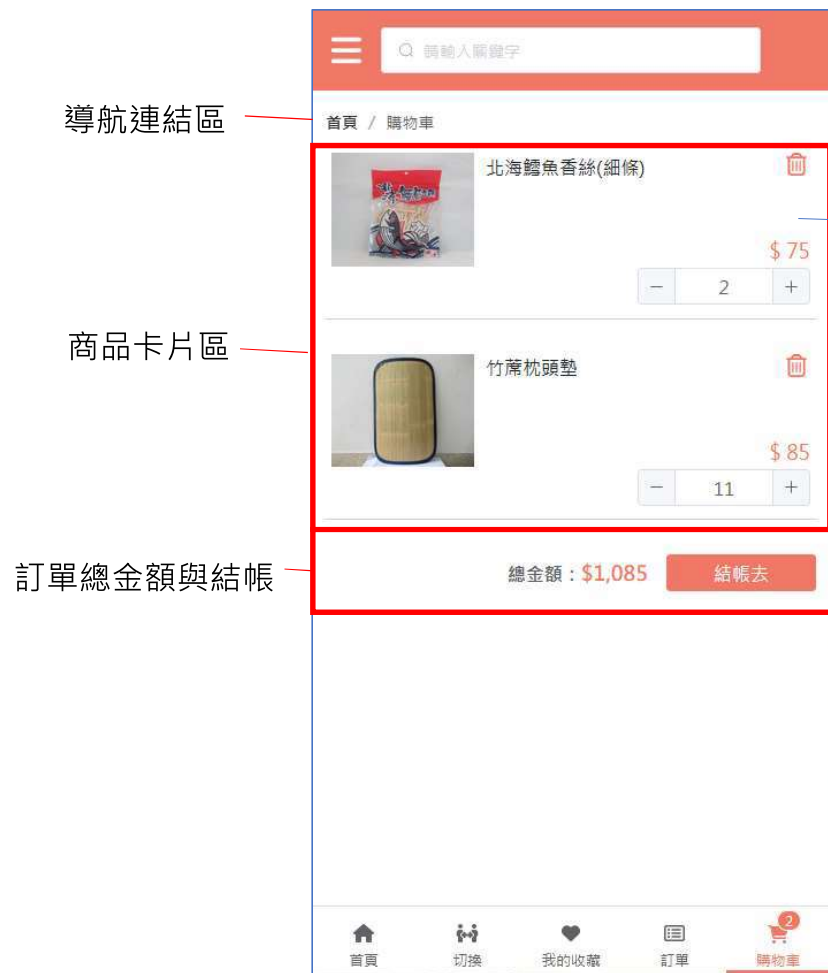 請輸入關鍵字
導航連結區
首頁 / 購物車
北海鱈魚香絲(細條)
$ 75
− 2 +
商品卡片區
竹蓆枕頭墊
$ 85
− 11 +
訂單總金額與結帳
總金額：$1,085 結帳去
2
首頁 切換 我的收藏 訂單 購物車